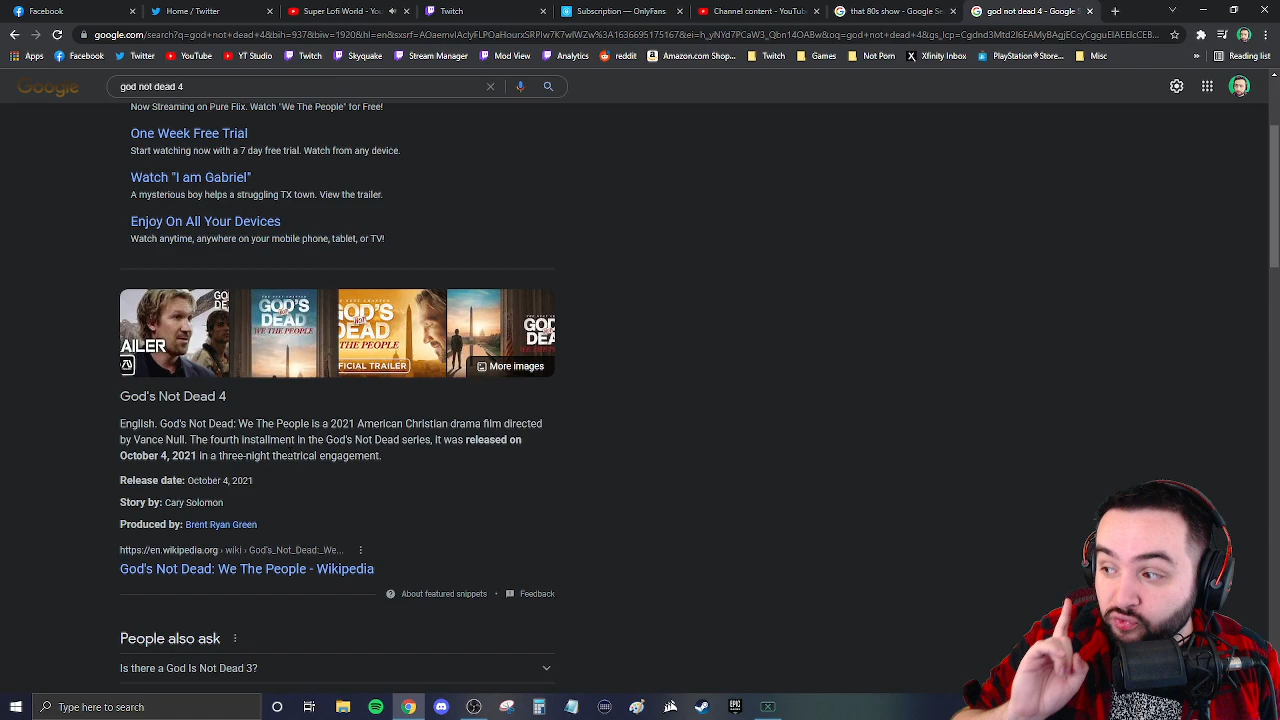 Facebook
Home / Twitter
Super Lofi World - You
Twitch
Subscription — OnlyFans
Channel content - YouTub
that 80s show - Google Se
god not dead 4 - Google S
Apps
Facebook
Twitter
YouTube
YT Studio
Twitch
Skyquake
Stream Manager
Mod View
Analytics
reddit
Amazon.com Shop...
Twitch
Games
Not Porn
Xfinity Inbox
PlayStation®Store...
Misc
»
Reading list
Google
god not dead 4
Now Streaming on Pure Flix. Watch "We The People" for Free!
One Week Free Trial
Start watching now with a 7 day free trial. Watch from any device.
Watch "I am Gabriel"
A mysterious boy helps a struggling TX town. View the trailer.
Enjoy On All Your Devices
Watch anytime, anywhere on your mobile phone, tablet, or TV!
AILER
GOD'S NOT DEAD
WE THE PEOPLE
GOD'S NOT DEAD
THE PEOPLE
FICIAL TRAILER
More images
God's Not Dead 4
English. God's Not Dead: We The People is a 2021 American Christian drama film directed
by Vance Null. The fourth installment in the God's Not Dead series, it was released on
October 4, 2021 in a three-night theatrical engagement.
Release date: October 4, 2021
Story by: Cary Solomon
Produced by: Brent Ryan Green
https://en.wikipedia.org › wiki › God's_Not_Dead:_We...
God's Not Dead: We The People - Wikipedia
About featured snippets • Feedback
People also ask
Is there a God Is Not Dead 3?
Type here to search